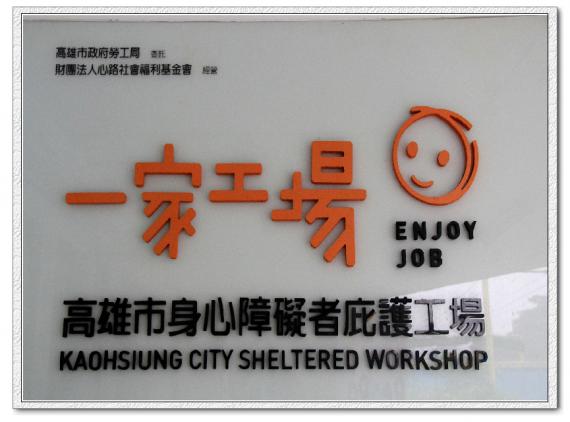 高雄市政府勞工局 委託
財團法人心路社會福利基金會 經營
一家工場
ENJOY
JOB
高雄市身心障礙者庇護工場
KAOHSIUNG CITY SHELTERED WORKSHOP